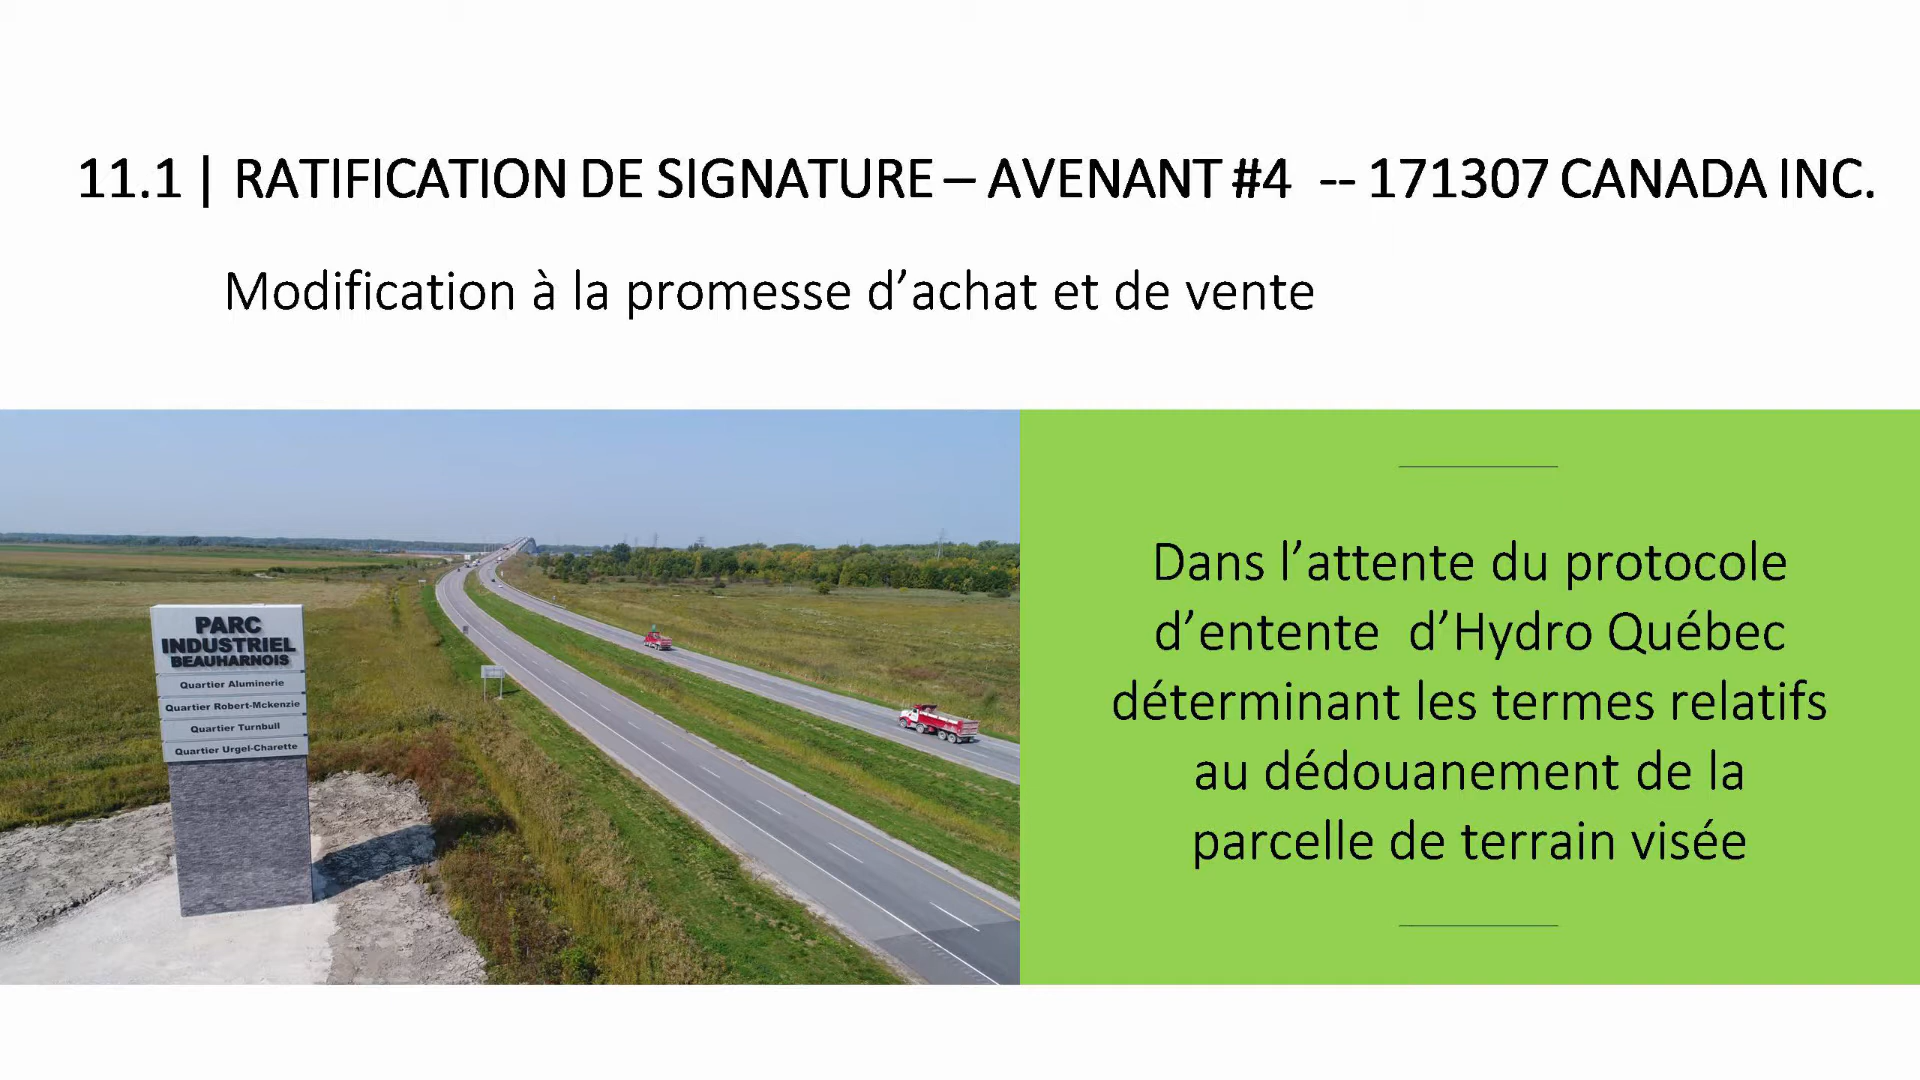 11.1 | RATIFICATION DE SIGNATURE – AVENANT #4 -- 171307 CANADA INC.
Modification à la promesse d’achat et de vente
PARC
INDUSTRIEL
BEAUHARNOIS
Quartier Aluminerie
Quartier Robert-Mckenzie
Quartier Turnbull
Quartier Urgel-Charette
Dans l’attente du protocole
d’entente d’Hydro Québec
déterminant les termes relatifs
au dédouanement de la
parcelle de terrain visée